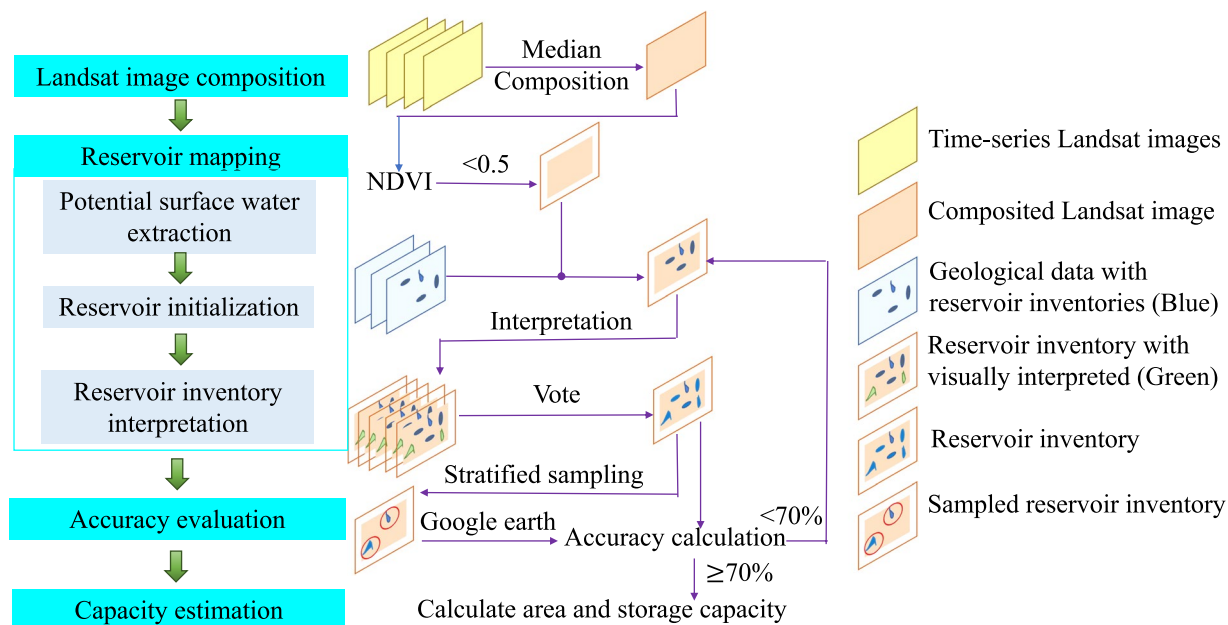 Landsat image composition
Reservoir mapping
Potential surface water
extraction
Reservoir initialization
Reservoir inventory
interpretation
Accuracy evaluation
Capacity estimation
Median
Composition
NDVI
<0.5
Interpretation
Vote
Stratified sampling
Google earth
Accuracy calculation
<70%
≥70%
Calculate area and storage capacity
Time-series Landsat images
Composited Landsat image
Geological data with
reservoir inventories (Blue)
Reservoir inventory with
visually interpreted (Green)
Reservoir inventory
Sampled reservoir inventory